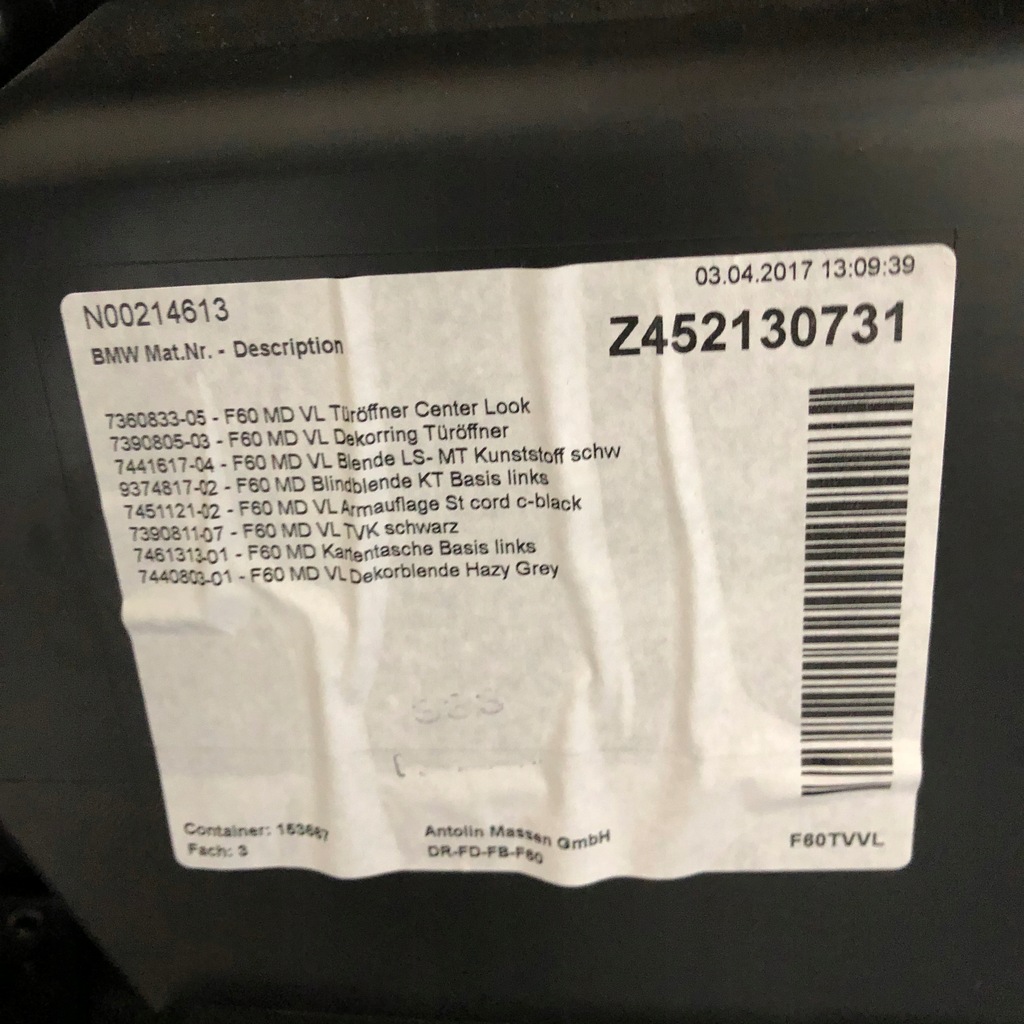 03.04.2017 13:09:39
N00214613
Z452130731
BMW Mat.Nr. - Description
7360833-05 - F60 MD VL Türöffner Center Look
7390805-03 - F60 MD VL Dekorring Türöffner
7441617-04 - F60 MD VL Blende LS- MT Kunststoff schw
9374817-02 - F60 MD Blindblende KT Basis links
7451121-02 - F60 MD VL Armauflage St cord c-black
7390811-07 - F60 MD VL TVK schwarz
7461313-01 - F60 MD Kartentasche Basis links
7440803-01 - F60 MD VL Dekorblende Hazy Grey
Container: 153667
Fach: 3
Antolin Massen GmbH
DR-FD-FB-F60
F60TVVL